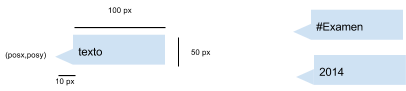 100 px
#Examen
(posx,posy)
texto
50 px
10 px
2014